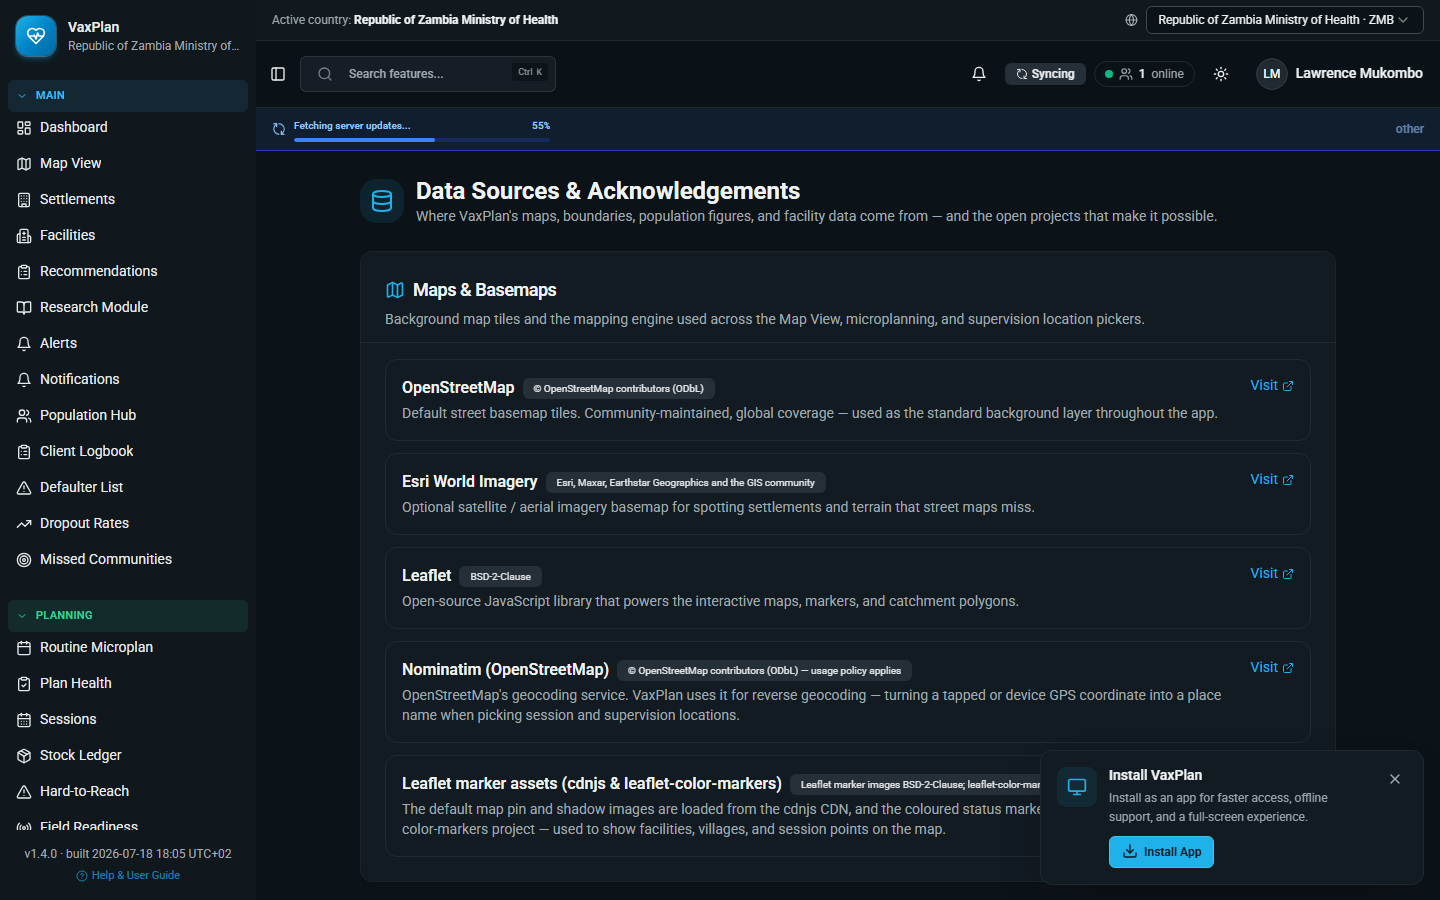 VaxPlan
Republic of Zambia Ministry of...
MAIN
Dashboard
Map View
Settlements
Facilities
Recommendations
Research Module
Alerts
Notifications
Population Hub
Client Logbook
Defaulter List
Dropout Rates
Missed Communities
PLANNING
Routine Microplan
Plan Health
Sessions
Stock Ledger
Hard-to-Reach
Field Readiness
v1.4.0 · built 2026-07-18 18:05 UTC+02
Help & User Guide
Active country: Republic of Zambia Ministry of Health
Republic of Zambia Ministry of Health · ZMB
Search features...
Ctrl K
Syncing
1 online
LM
Lawrence Mukombo
Fetching server updates...
55%
other
Data Sources & Acknowledgements
Where VaxPlan's maps, boundaries, population figures, and facility data come from — and the open projects that make it possible.
Maps & Basemaps
Background map tiles and the mapping engine used across the Map View, microplanning, and supervision location pickers.
OpenStreetMap
© OpenStreetMap contributors (ODbL)
Visit
Default street basemap tiles. Community-maintained, global coverage — used as the standard background layer throughout the app.
Esri World Imagery
Esri, Maxar, Earthstar Geographics and the GIS community
Visit
Optional satellite / aerial imagery basemap for spotting settlements and terrain that street maps miss.
Leaflet
BSD-2-Clause
Visit
Open-source JavaScript library that powers the interactive maps, markers, and catchment polygons.
Nominatim (OpenStreetMap)
© OpenStreetMap contributors (ODbL) — usage policy applies
Visit
OpenStreetMap's geocoding service. VaxPlan uses it for reverse geocoding — turning a tapped or device GPS coordinate into a place
name when picking session and supervision locations.
Leaflet marker assets (cdnjs & leaflet-color-markers)
Leaflet marker images BSD-2-Clause;
The default map pin and shadow images are loaded from the cdnjs CDN, and the coloured status
color-markers project — used to show facilities, villages, and session points on the map.
Install VaxPlan
Install as an app for faster access, offline
support, and a full-screen experience.
Install App